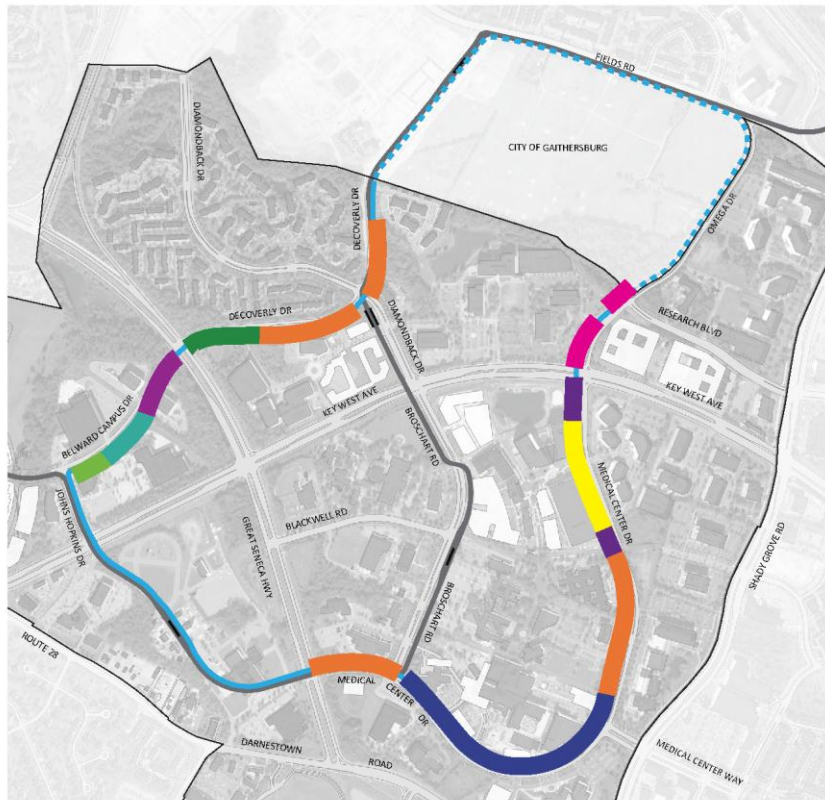 FIELDS RD
DIAMONDBACK DR
CITY OF GAITHERSBURG
DECOVERLY DR
OMEGA DR
DECOVERLY DR
DIAMONDBACK DR
RESEARCH BLVD
KEY WEST AVE
KEY WEST AVE
BELWARD CAMPUS DR
BROSCHART RD
MEDICAL CENTER DR
JOHNS HOPKINS DR
GREAT SENECA HWY
BLACKWELL RD
SHADY GROVE RD
BROSCHART RD
ROUTE 28
MEDICAL
CENTER
DR
DARNESTOWN
ROAD
MEDICAL CENTER WAY